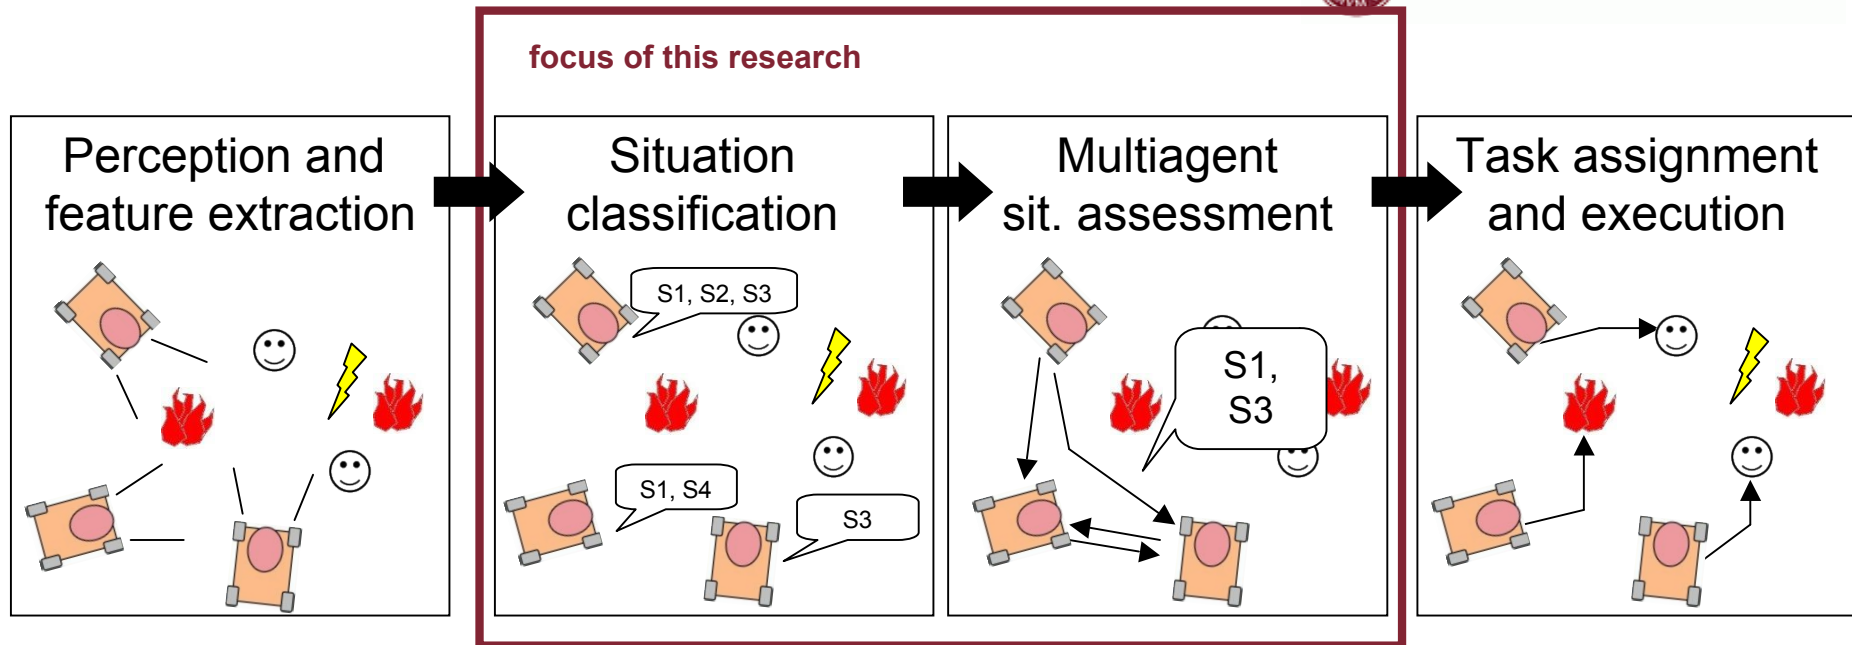 focus of this research
Perception and
feature extraction
Situation
classification
Multiagent
sit. assessment
Task assignment
and execution
S1, S2, S3
S1, S4
S3
S1,
S3